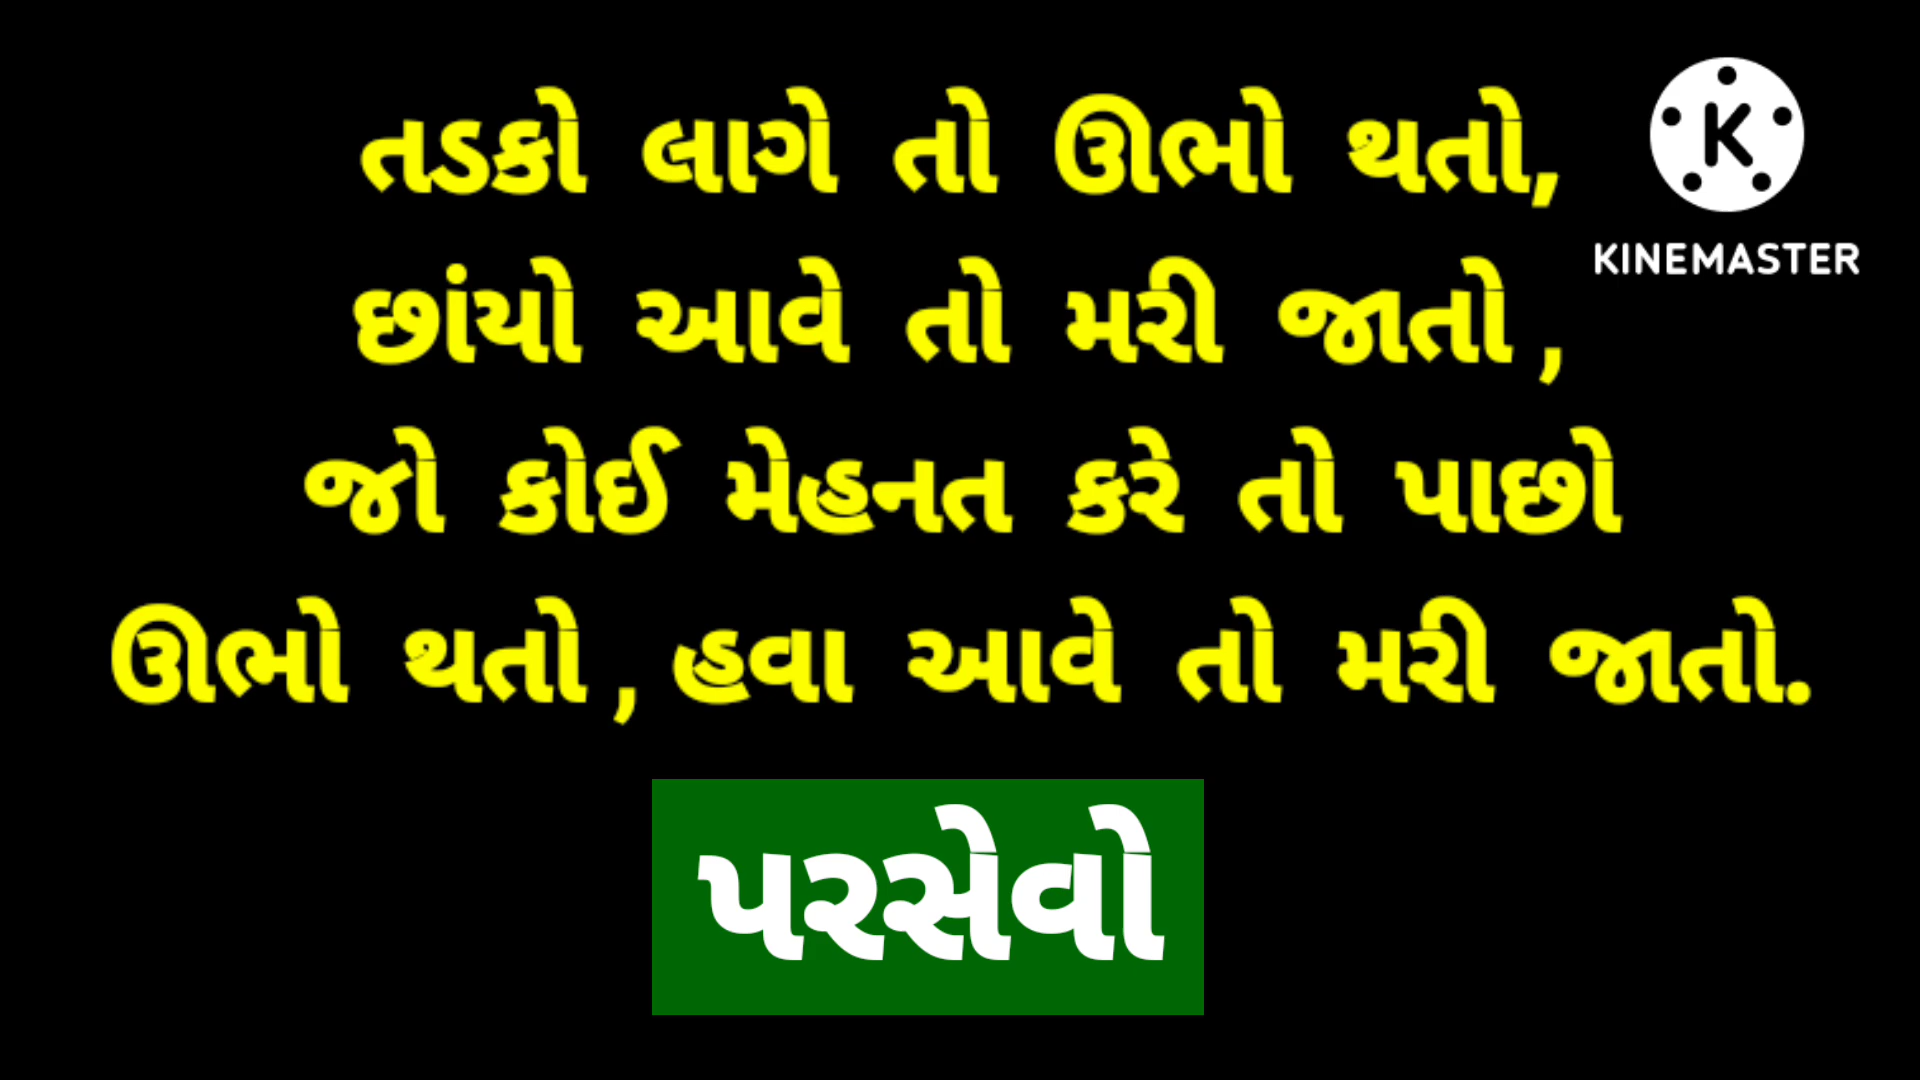 તડકો લાગે તો ઊભો થતો,
છાંયો આવે તો મરી જાતો ,
જો કોઈ મેહનત કરે તો પાછો
ઊભો થતો , હવા આવે તો મરી જાતો.
પરસેવો
K
KINEMASTER